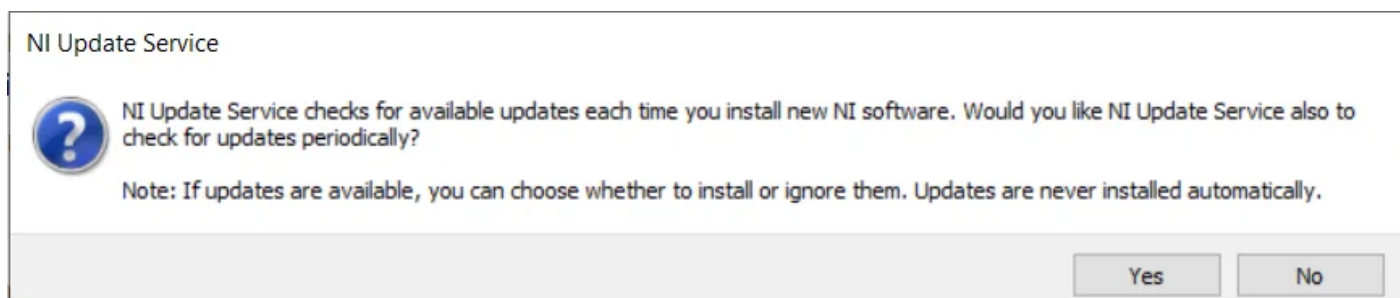 NI Update Service
NI Update Service checks for available updates each time you install new NI software. Would you like NI Update Service also to
check for updates periodically?
Note: If updates are available, you can choose whether to install or ignore them. Updates are never installed automatically.
Yes No